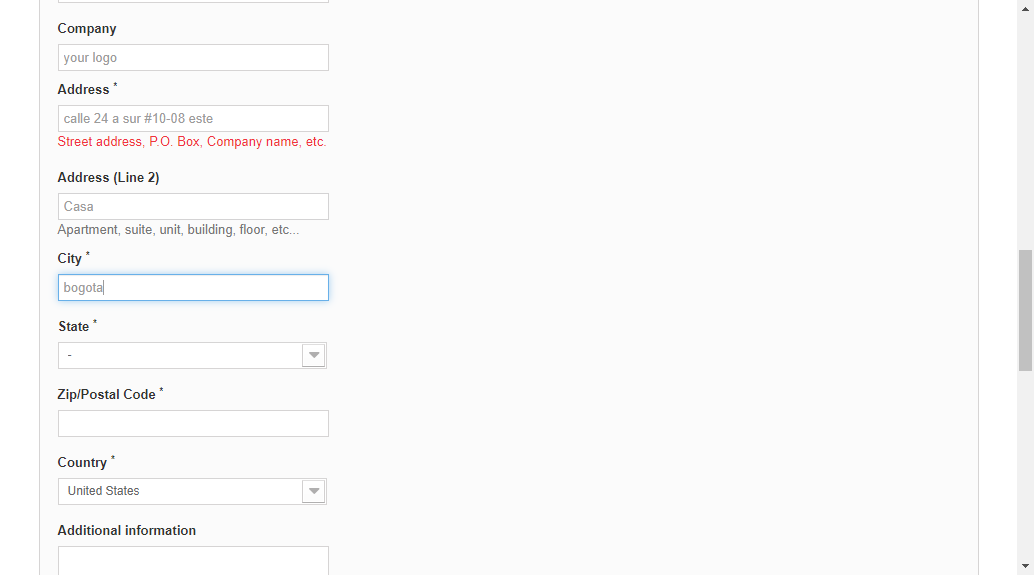 Company
your logo
Address *
calle 24 a sur #10-08 este
Street address, P.O. Box, Company name, etc.
Address (Line 2)
Casa
Apartment, suite, unit, building, floor, etc...
City *
bogota
State *
-
Zip/Postal Code *
Country *
United States
Additional information